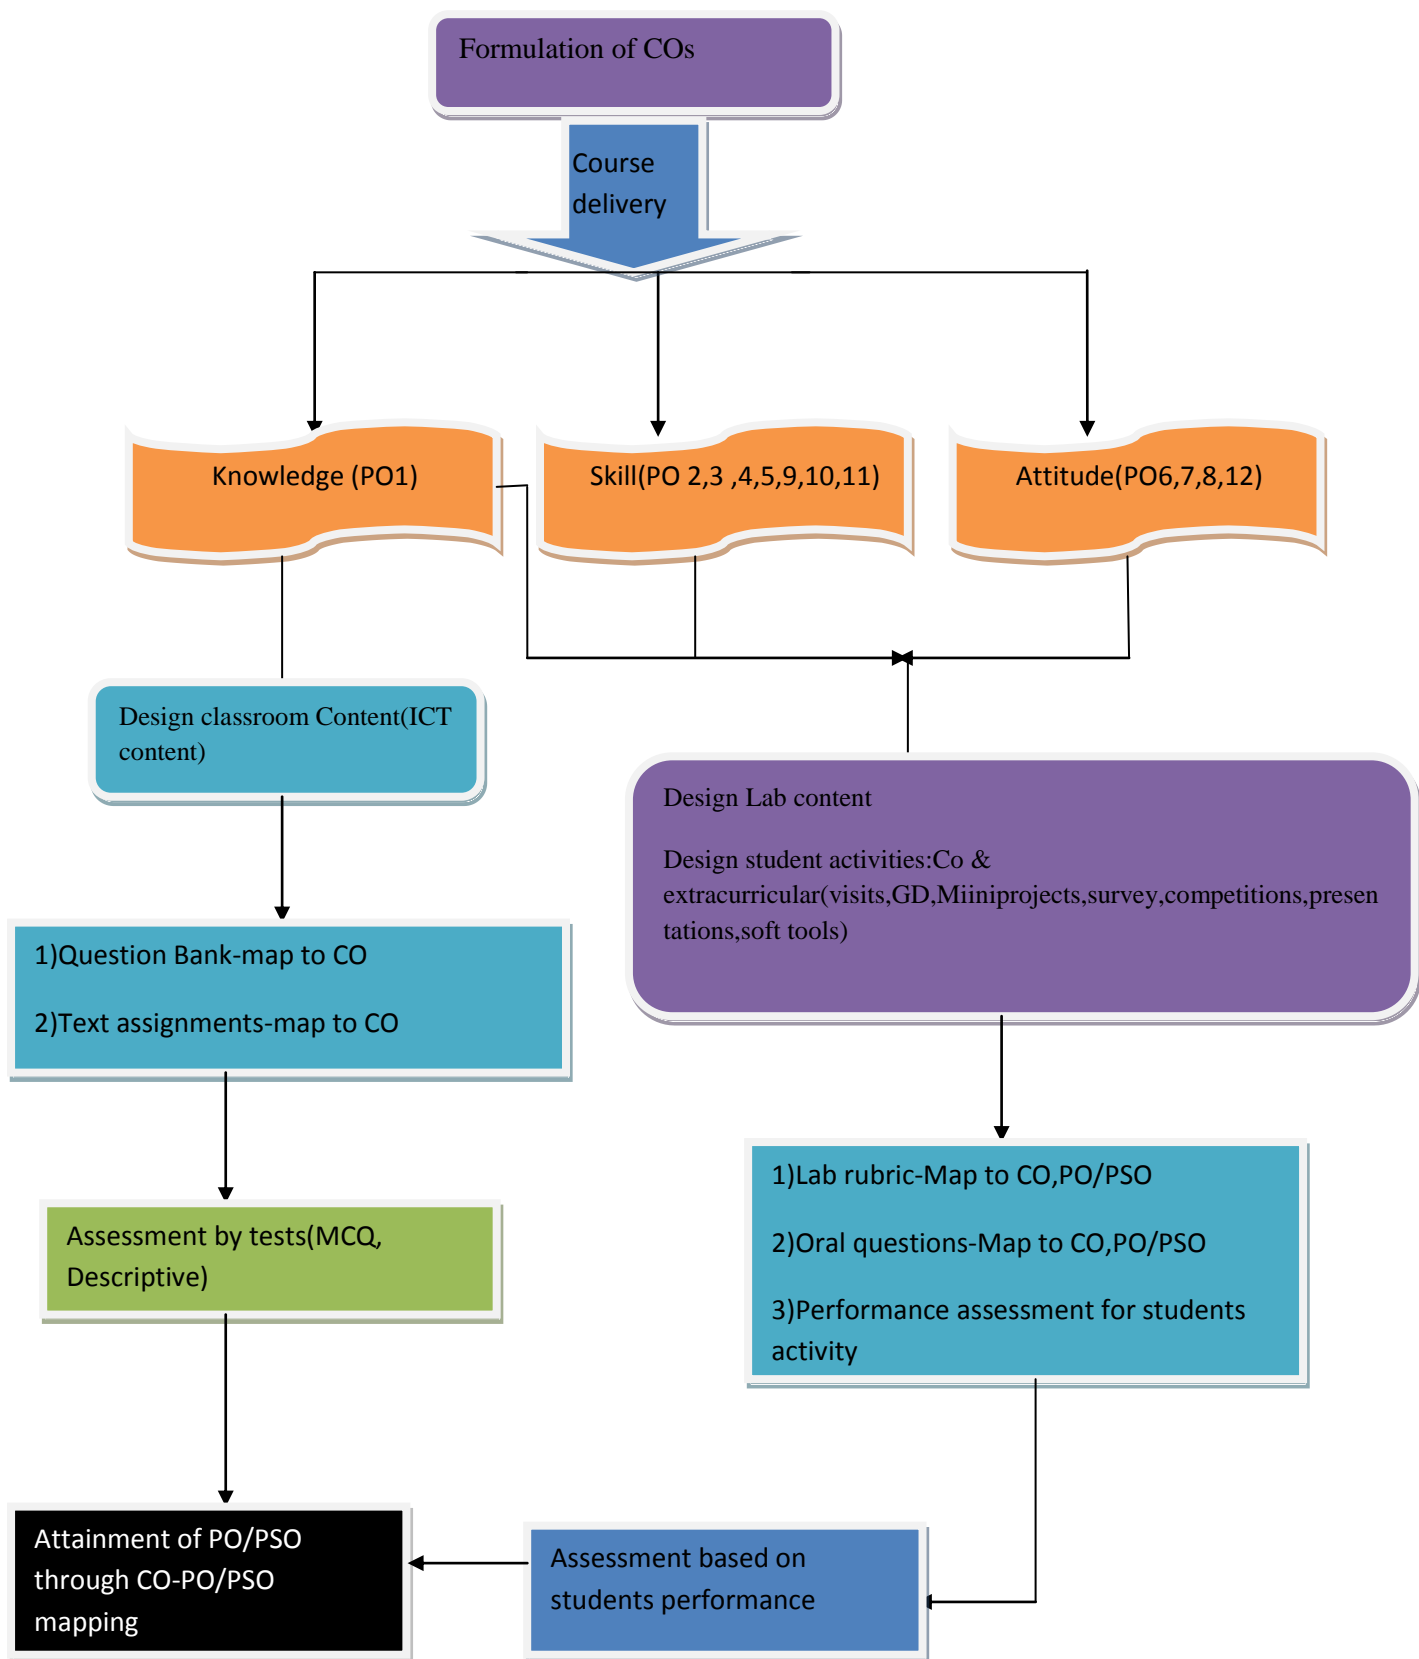 Formulation of COs
Course
delivery
Knowledge (PO1)
Skill(PO 2,3 ,4,5,9,10,11)
Attitude(PO6,7,8,12)
Design classroom Content(ICT
content)
Design Lab content
Design student activities:Co &
extracurricular(visits,GD,Miiniprojects,survey,competitions,presen
tations,soft tools)
1)Question Bank-map to CO
2)Text assignments-map to CO
1)Lab rubric-Map to CO,PO/PSO
2)Oral questions-Map to CO,PO/PSO
3)Performance assessment for students
activity
Assessment by tests(MCQ,
Descriptive)
Attainment of PO/PSO
through CO-PO/PSO
mapping
Assessment based on
students performance